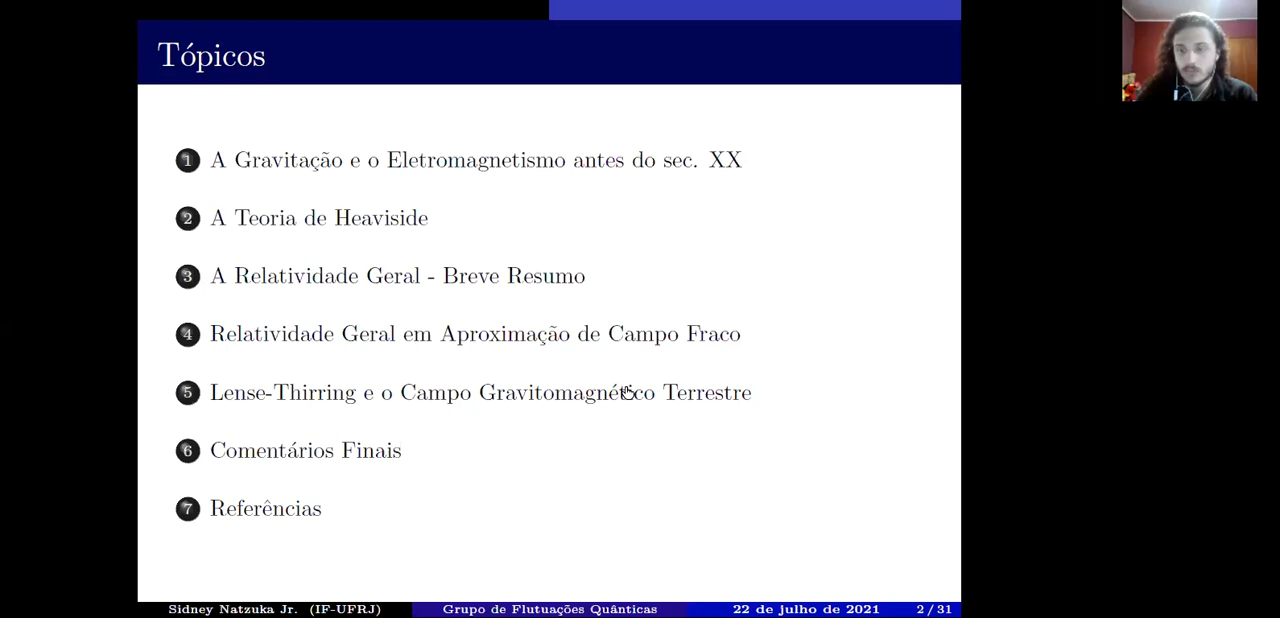 Tópicos
1 A Gravitação e o Eletromagnetismo antes do sec. XX
2 A Teoria de Heaviside
3 A Relatividade Geral - Breve Resumo
4 Relatividade Geral em Aproximação de Campo Fraco
5 Lense-Thirring e o Campo Gravitomagnético Terrestre
6 Comentários Finais
7 Referências
Sidney Natzuka Jr. (IF-UFRJ) Grupo de Flutuações Quânticas 22 de julho de 2021 2 / 31